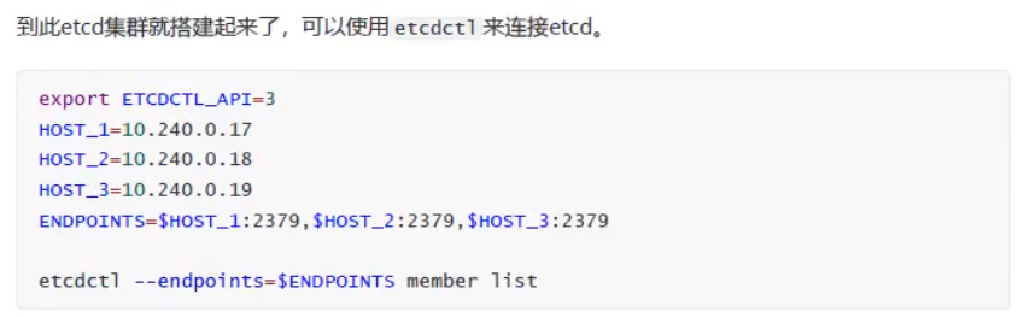 到此etcd集群就搭建起来了，可以使用 etcdctl 来连接etcd。
export ETCDCTL_API=3
HOST_1=10.240.0.17
HOST_2=10.240.0.18
HOST_3=10.240.0.19
ENDPOINTS=$HOST_1:2379,$HOST_2:2379,$HOST_3:2379
etcdctl --endpoints=$ENDPOINTS member list